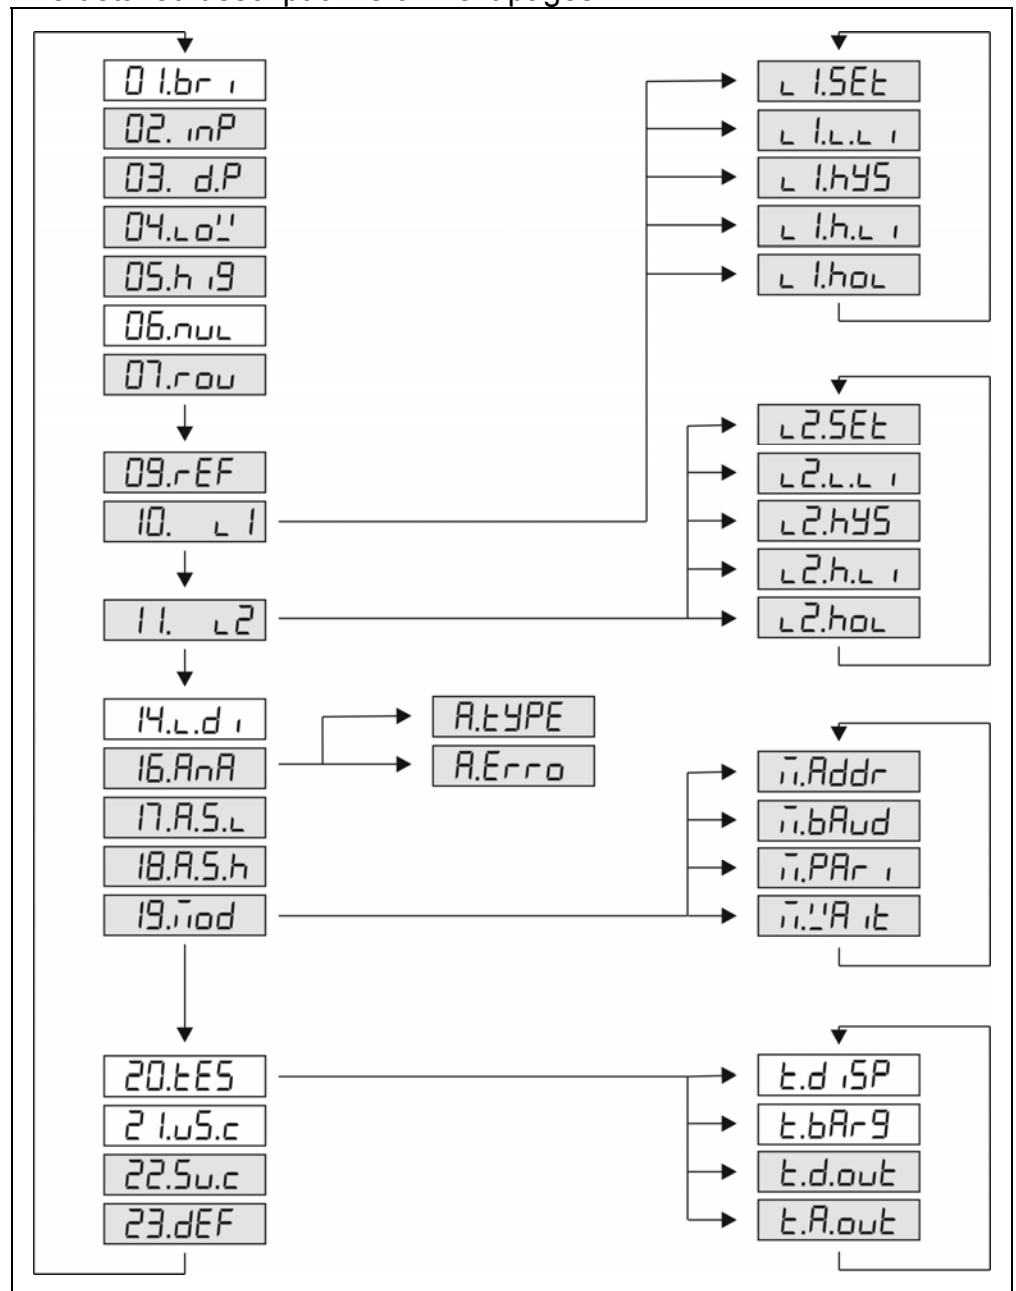 01.bri
02. inP
03. d.P
04.LoW
05.hig
06.nuL
07.rou
09.rEF
10. L1
11. L2
14.L.di
16.AnA
17.A.S.L
18.A.S.h
19.Mod
20.tES
21.uS.c
22.Su.c
23.dEF
A.tYPE
A.Erro
L1.SEt
L1.L.Li
L1.hYS
L1.h.Li
L1.hoL
L2.SEt
L2.L.Li
L2.hYS
L2.h.Li
L2.hoL
M.Addr
M.bAud
M.PAri
M.WAit
t.diSP
t.bArg
t.d.out
t.A.out